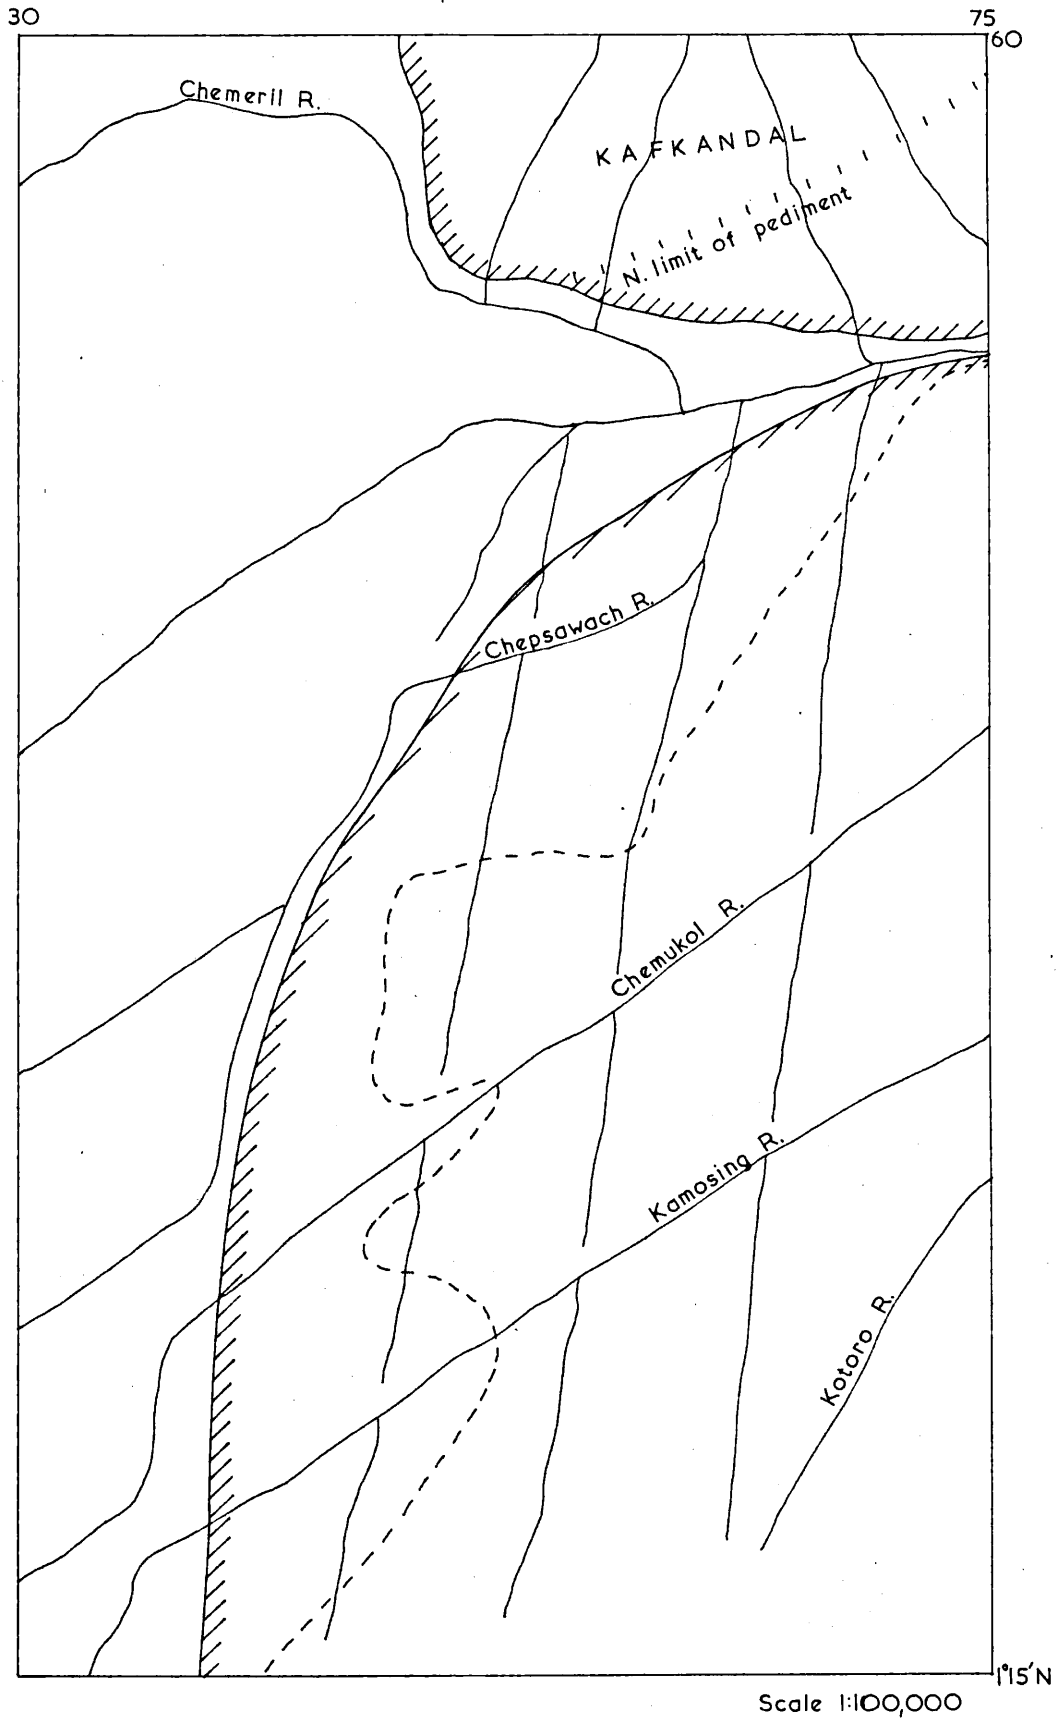 30
75
60
Chemeril R.
KAFKANDAL
N. limit of pediment
Chepsawach R.
Chemukol R.
Kamosing R.
Kotoro R.
1°15'N
Scale 1:100,000